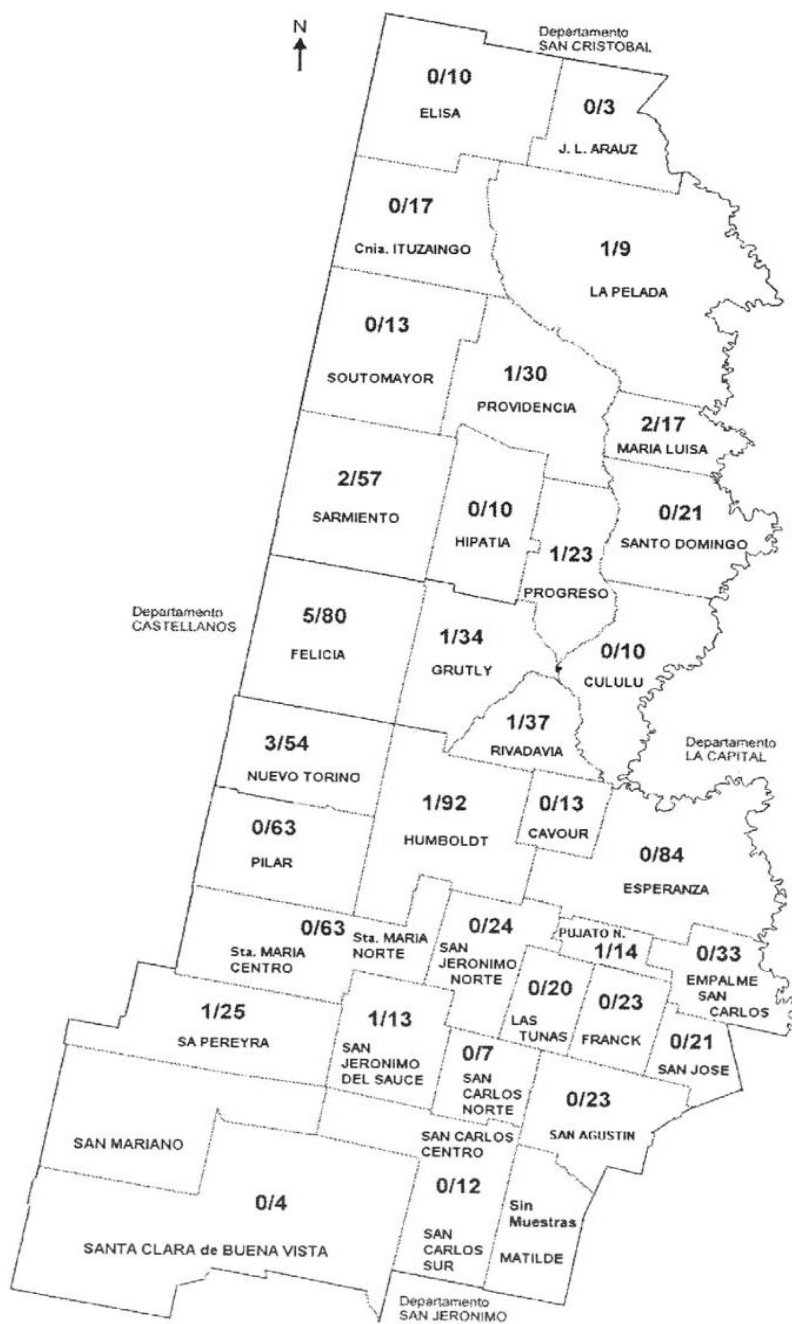 N
Departamento
SAN CRISTOBAL
0/10
ELISA
0/3
J. L. ARAUZ
0/17
Cnia. ITUZAINGO
1/9
LA PELADA
0/13
SOUTOMAYOR
1/30
PROVIDENCIA
2/17
MARIA LUISA
2/57
SARMIENTO
0/10
HIPATIA
1/23
PROGRESO
0/21
SANTO DOMINGO
Departamento
CASTELLANOS
5/80
FELICIA
1/34
GRUTLY
0/10
CULULU
1/37
RIVADAVIA
Departamento
LA CAPITAL
3/54
NUEVO TORINO
1/92
HUMBOLDT
0/13
CAVOUR
0/63
PILAR
0/84
ESPERANZA
0/63
Sta. MARIA
CENTRO
Sta. MARIA
NORTE
0/24
SAN
JERONIMO
NORTE
PUJATO N.
1/14
0/33
EMPALME
SAN
CARLOS
0/20
LAS
TUNAS
0/23
FRANCK
0/21
SAN JOSE
1/25
SA PEREYRA
1/13
SAN
JERONIMO
DEL SAUCE
0/7
SAN
CARLOS
NORTE
0/23
SAN AGUSTIN
SAN MARIANO
SAN CARLOS
CENTRO
0/12
SAN
CARLOS
SUR
Sin
Muestras
MATILDE
0/4
SANTA CLARA de BUENA VISTA
Departamento
SAN JERONIMO